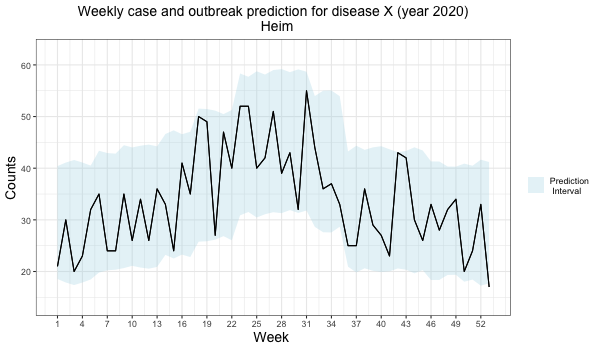 Weekly case and outbreak prediction for disease X (year 2020)
Heim
60
50
40
30
20
Counts
1 4 7 10 13 16 19 22 25 28 31 34 37 40 43 46 49 52
Week
Prediction
Interval